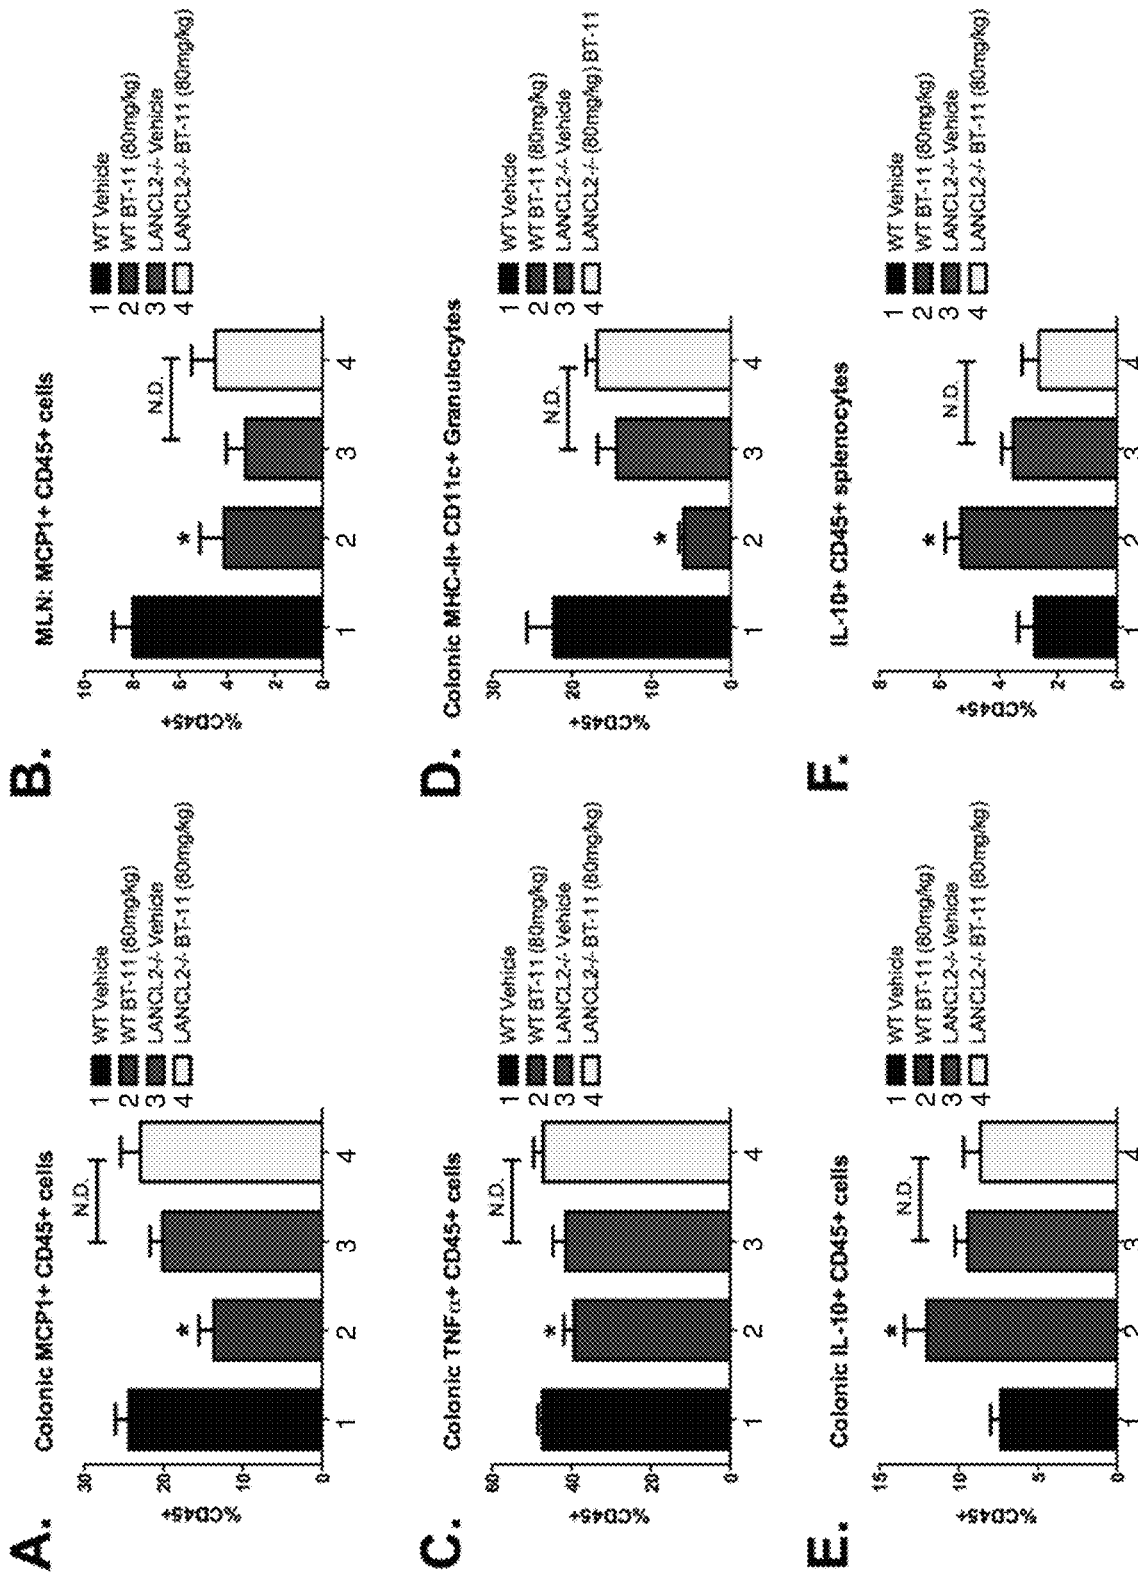 A.
Colonic MCP1+ CD45+ cells
%CD45+
30
20
10
0
N.D.
*
1 2 3 4
1 WT Vehicle
2 WT BT-11 (80mg/kg)
3 LANCL2-/- Vehicle
4 LANCL2-/- BT-11 (80mg/kg)
B.
MLN: MCP1+ CD45+ cells
%CD45+
10
8
6
4
2
0
N.D.
*
1 2 3 4
1 WT Vehicle
2 WT BT-11 (80mg/kg)
3 LANCL2-/- Vehicle
4 LANCL2-/- BT-11 (80mg/kg)
C.
Colonic TNFα+ CD45+ cells
%CD45+
60
40
20
0
N.D.
*
1 2 3 4
1 WT Vehicle
2 WT BT-11 (80mg/kg)
3 LANCL2-/- Vehicle
4 LANCL2-/- BT-11 (80mg/kg)
D.
Colonic MHC-II+ CD11c+ Granulocytes
%CD45+
30
20
10
0
N.D.
*
1 2 3 4
1 WT Vehicle
2 WT BT-11 (80mg/kg)
3 LANCL2-/- Vehicle
4 LANCL2-/- (80mg/kg) BT-11
E.
Colonic IL-10+ CD45+ cells
%CD45+
15
10
5
0
N.D.
*
1 2 3 4
1 WT Vehicle
2 WT BT-11 (80mg/kg)
3 LANCL2-/- Vehicle
4 LANCL2-/- BT-11 (80mg/kg)
F.
IL-10+ CD45+ splenocytes
%CD45+
8
6
4
2
0
N.D.
*
1 2 3 4
1 WT Vehicle
2 WT BT-11 (80mg/kg)
3 LANCL2-/- Vehicle
4 LANCL2-/- BT-11 (80mg/kg)